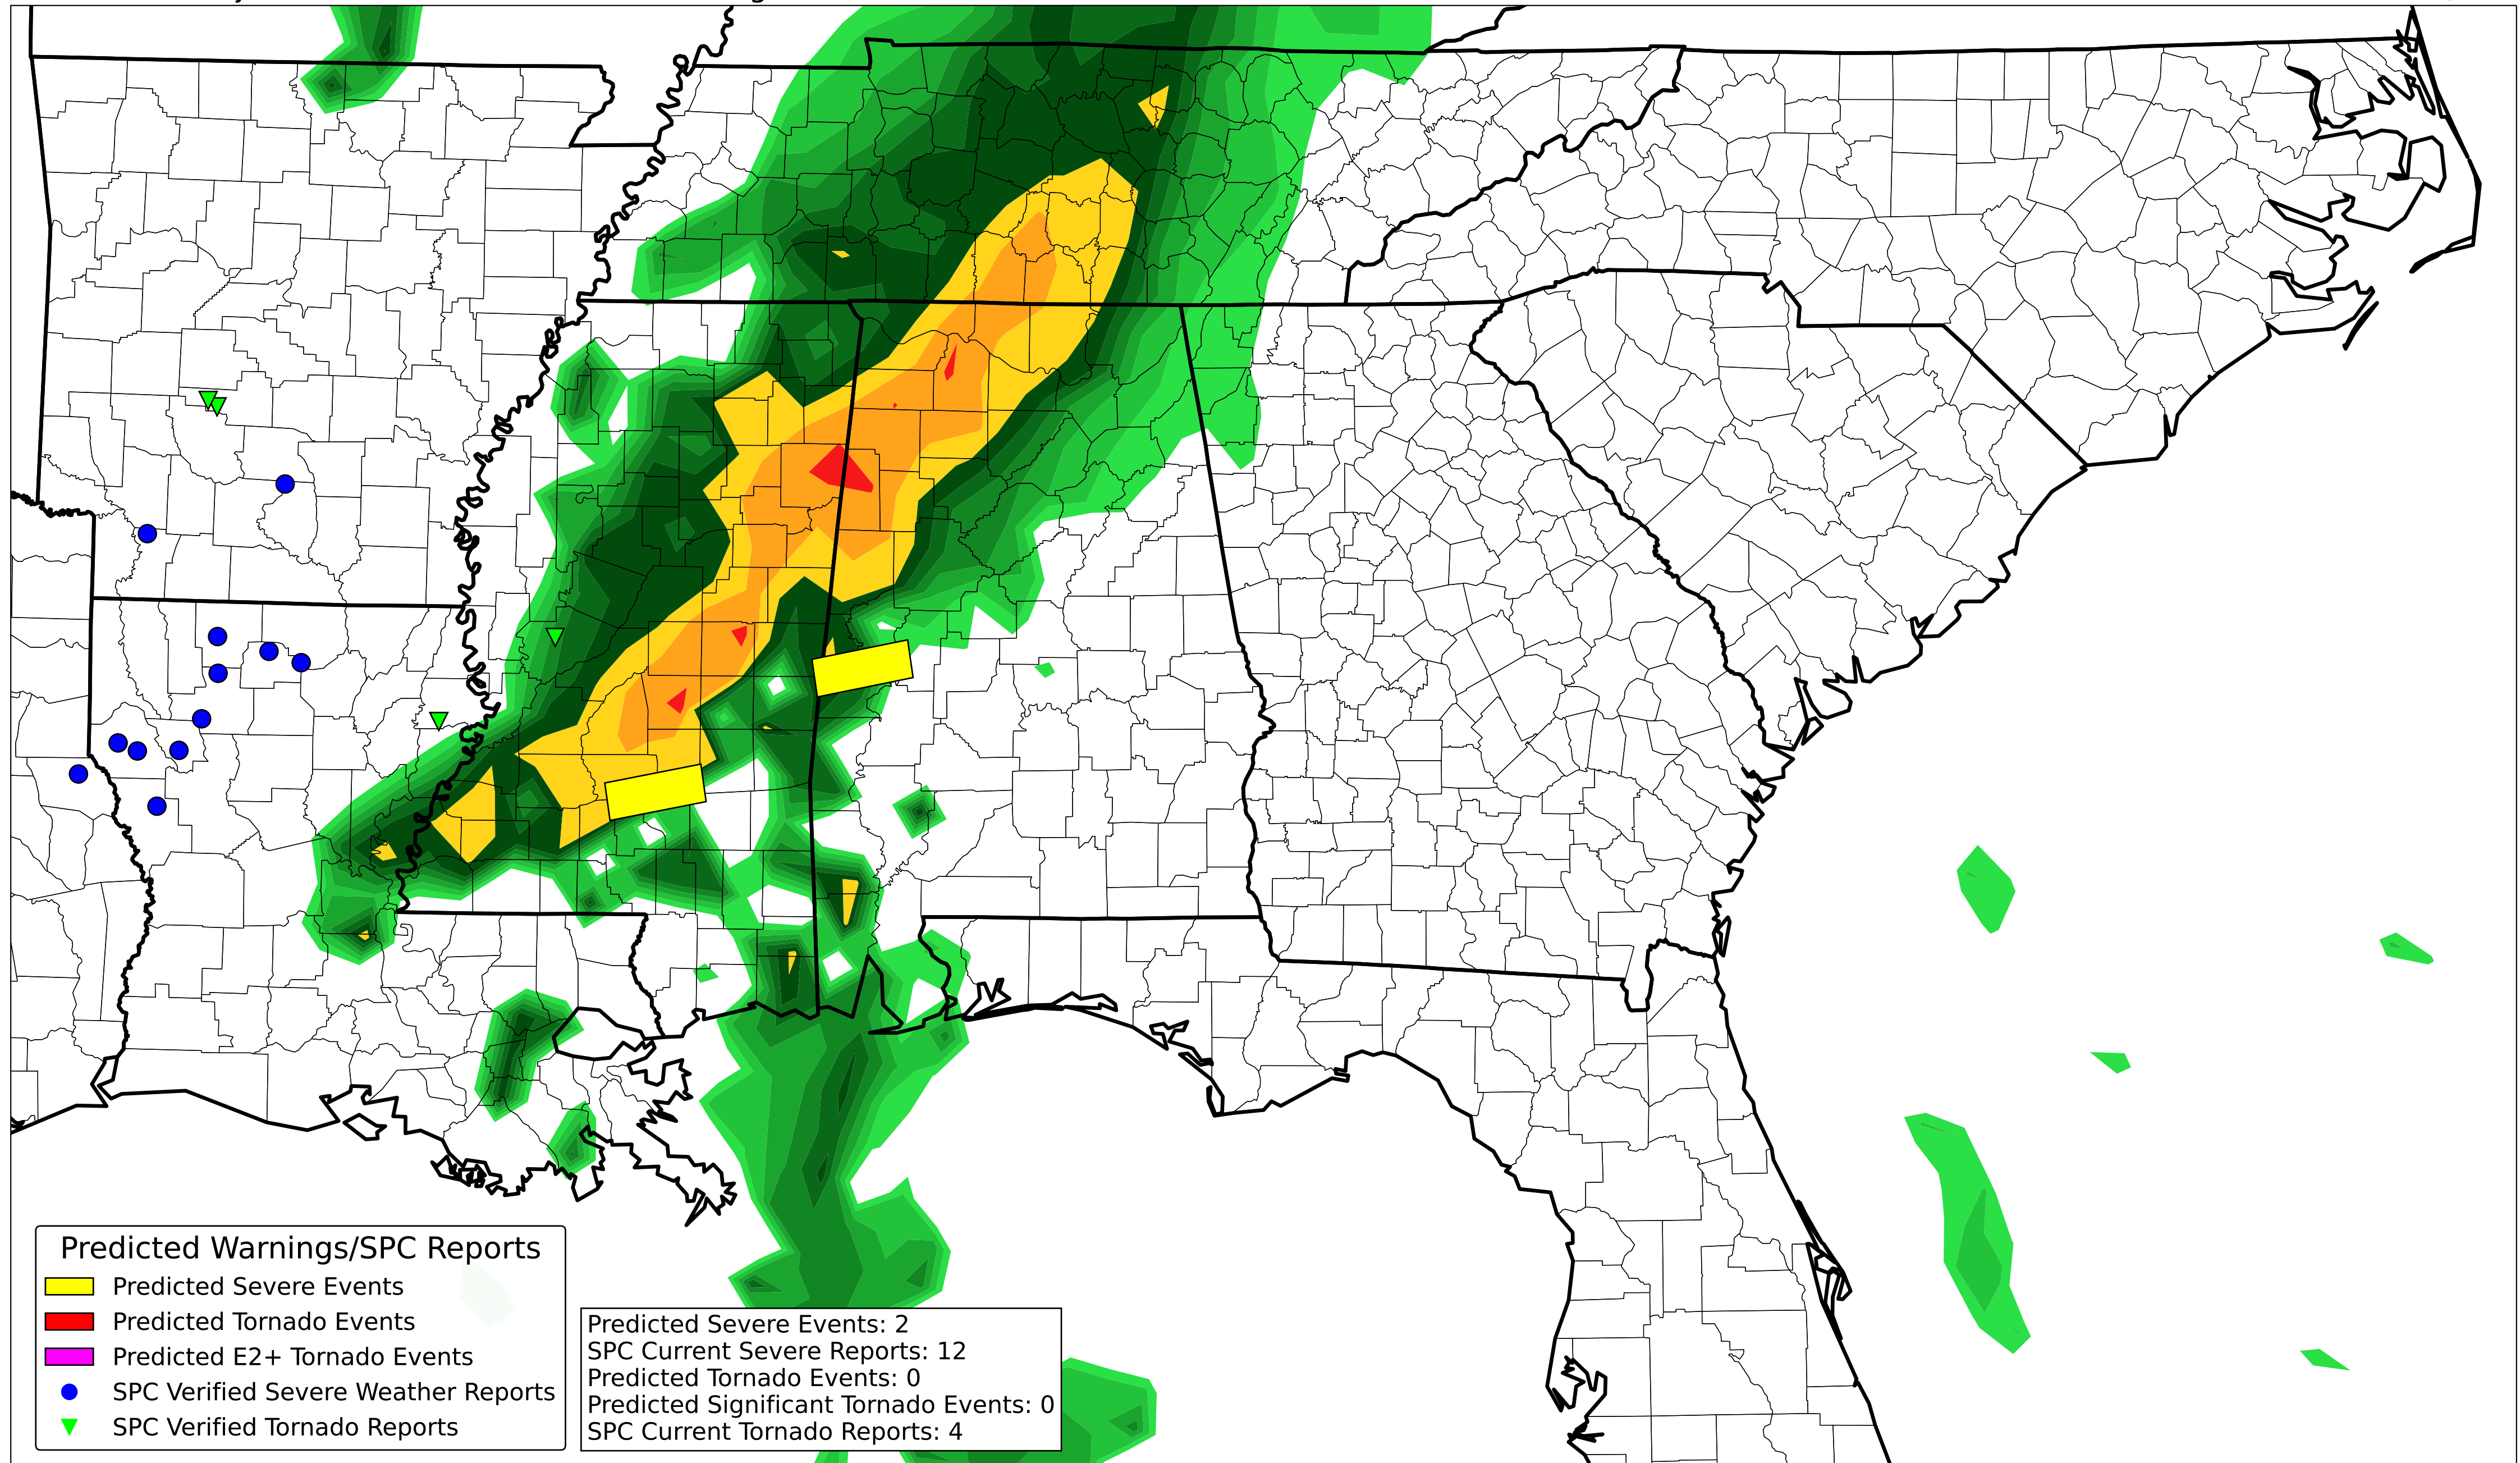 Predicted Warnings/SPC Reports
Predicted Severe Events
Predicted Tornado Events
Predicted E2+ Tornado Events
SPC Verified Severe Weather Reports
SPC Verified Tornado Reports
Predicted Severe Events: 2
SPC Current Severe Reports: 12
Predicted Tornado Events: 0
Predicted Significant Tornado Events: 0
SPC Current Tornado Reports: 4